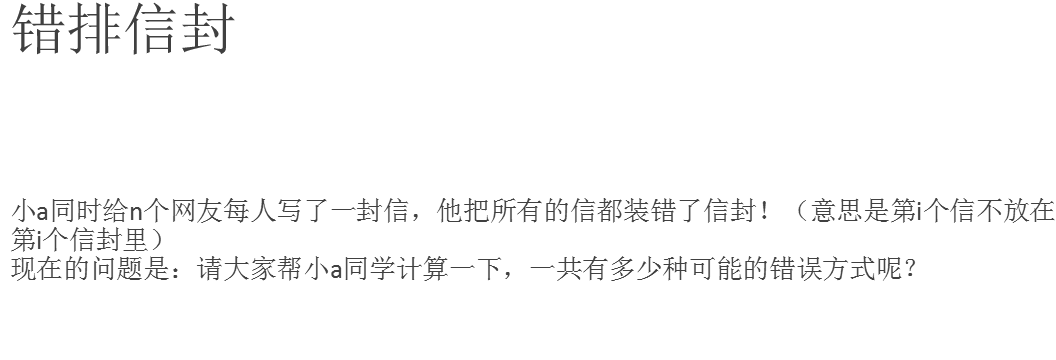 错排信封
小a同时给n个网友每人写了一封信，他把所有的信都装错了信封！（意思是第i个信不放在
第i个信封里）
现在的问题是：请大家帮小a同学计算一下，一共有多少种可能的错误方式呢？